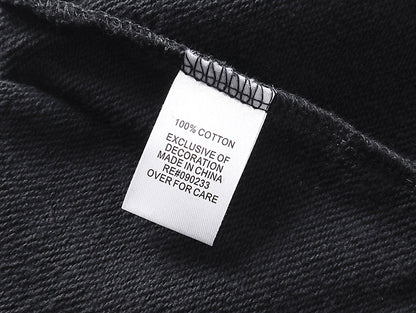 100% COTTON
EXCLUSIVE OF
DECORATION
MADE IN CHINA
RE#090233
OVER FOR CARE